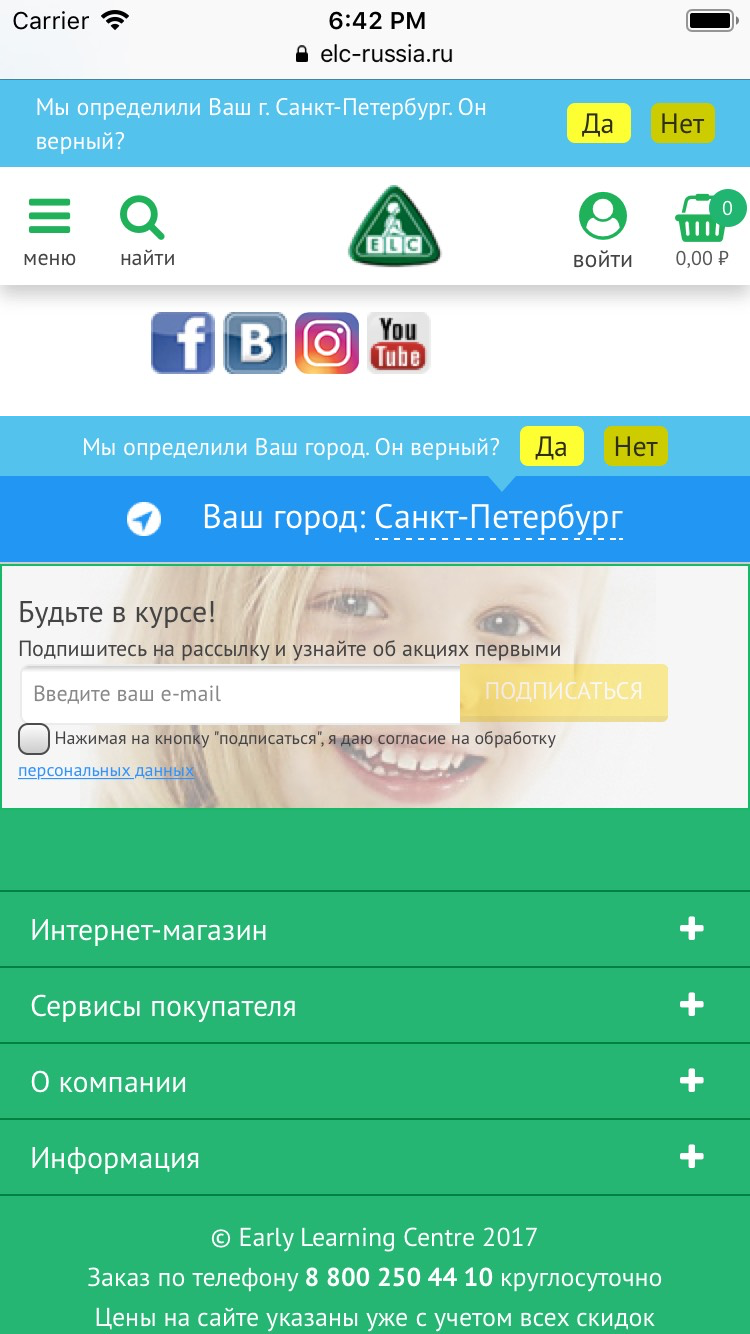 Carrier 6:42 PM
elc-russia.ru
Мы определили Ваш г. Санкт-Петербург. Он
верный?
Да Нет
меню найти ELC войти 0
0,00 ₽
f B You
Tube
Мы определили Ваш город. Он верный? Да Нет
Ваш город: Санкт-Петербург
Будьте в курсе!
Подпишитесь на рассылку и узнайте об акциях первыми
Введите ваш e-mail ПОДПИСАТЬСЯ
Нажимая на кнопку "подписаться", я даю согласие на обработку
персональных данных
Интернет-магазин
Сервисы покупателя
О компании
Информация
© Early Learning Centre 2017
Заказ по телефону 8 800 250 44 10 круглосуточно
Цены на сайте указаны уже с учетом всех скидок